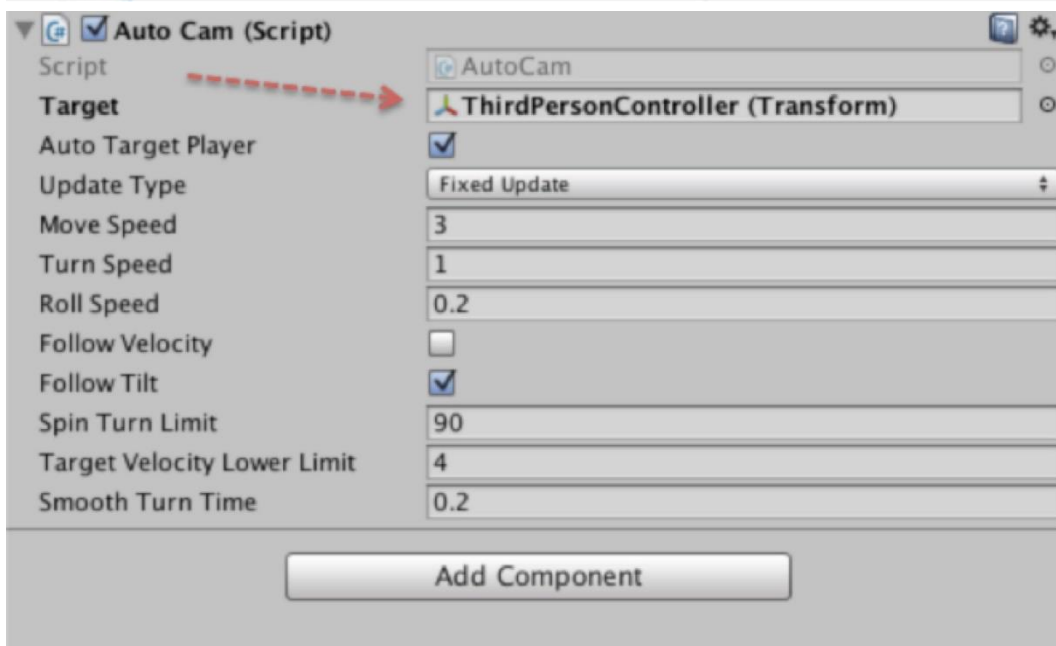 Auto Cam (Script)
Script AutoCam
Target ThirdPersonController (Transform)
Auto Target Player
Update Type Fixed Update
Move Speed 3
Turn Speed 1
Roll Speed 0.2
Follow Velocity
Follow Tilt
Spin Turn Limit 90
Target Velocity Lower Limit 4
Smooth Turn Time 0.2
Add Component